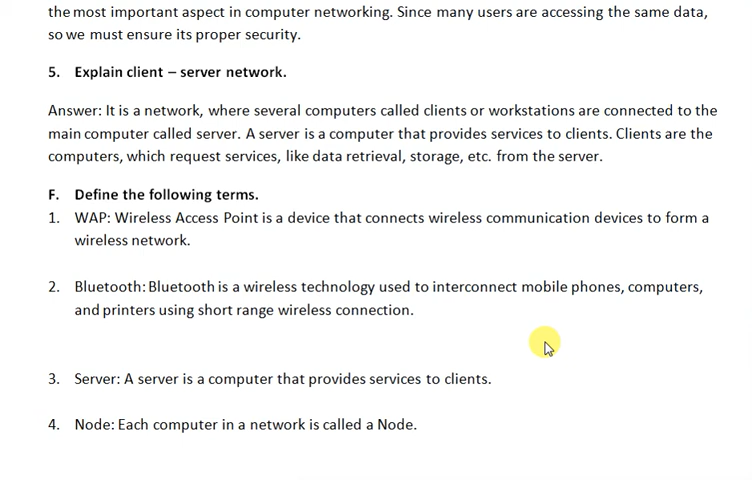 the most important aspect in computer networking. Since many users are accessing the same data,
so we must ensure its proper security.
5. Explain client – server network.
Answer: It is a network, where several computers called clients or workstations are connected to the
main computer called server. A server is a computer that provides services to clients. Clients are the
computers, which request services, like data retrieval, storage, etc. from the server.
F. Define the following terms.
1. WAP: Wireless Access Point is a device that connects wireless communication devices to form a
wireless network.
2. Bluetooth: Bluetooth is a wireless technology used to interconnect mobile phones, computers,
and printers using short range wireless connection.
3. Server: A server is a computer that provides services to clients.
4. Node: Each computer in a network is called a Node.